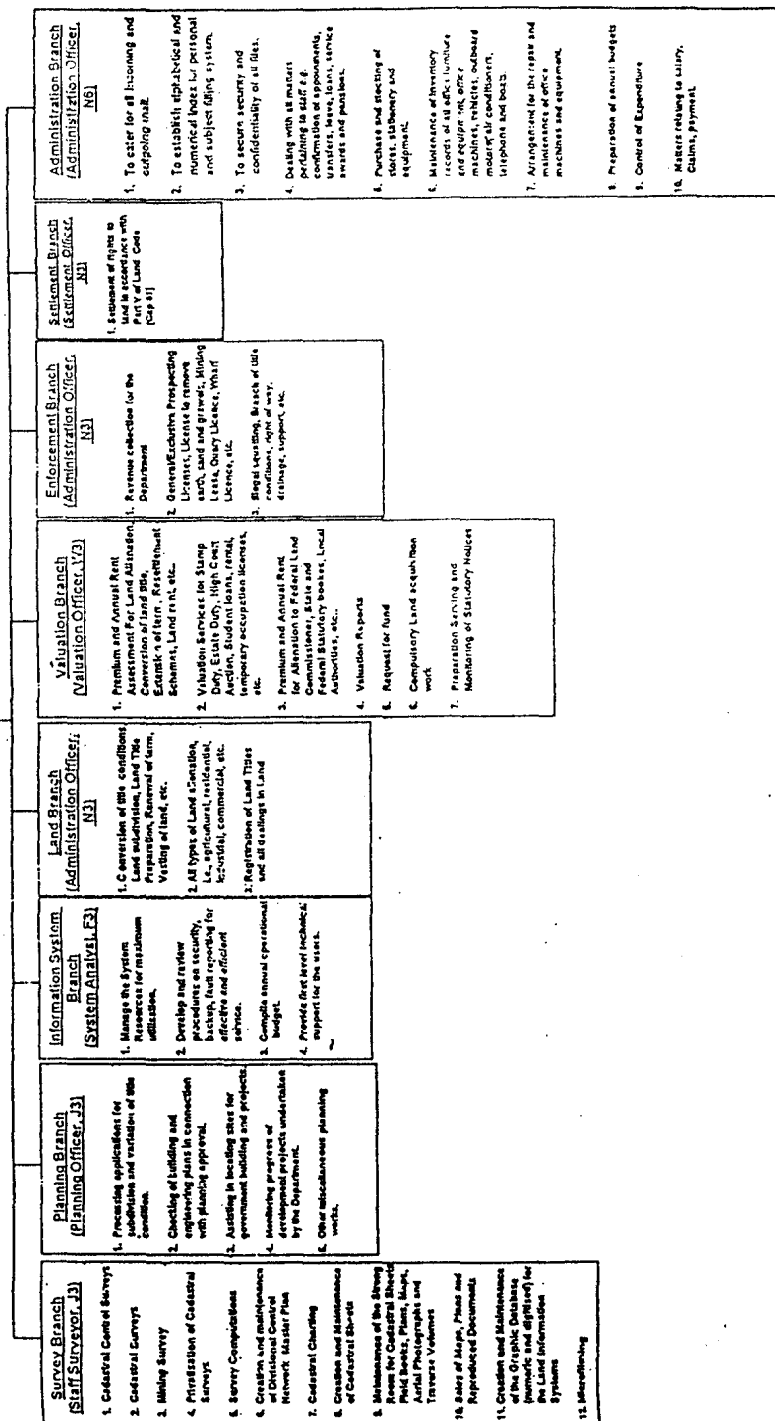 Survey Branch
(Staff Surveyor, J3)
1. Cadastral Control Surveys
2. Cadastral Surveys
3. Mining Survey
4. Privatisation of Cadastral
Surveys
5. Survey Computations
6. Creation and maintenance
of Divisional Control
Network Master Plan
7. Cadastral Charting
8. Creation and Maintenance
of Cadastral Sheets
9. Maintenance of the Strong
Room for Cadastral Sheets
Field Books, Plans, Maps,
Aerial Photographs and
Traverse Volumes
10. Sales of Maps, Plans and
Reproduced Documents
11. Creation and Maintenance
of the Graphic Database
(numeric and digitised) for
the Land Information
Systems
12. Microfilming
Planning Branch
(Planning Officer, J3)
1. Processing applications for
subdivision and variation of title
condition.
2. Checking of building and
engineering plans in connection
with planning approval.
3. Assisting in locating sites for
government building and projects.
4. Monitoring progress of
development projects undertaken
by the Department.
5. Other miscellaneous planning
works.
Information System
Branch
(System Analyst, F3)
1. Manage the System
Resources for maximum
utilisation.
2. Develop and review
procedures on security,
backup, fault reporting for
effective and efficient
service.
3. Compile annual operational
budget.
4. Provide first level technical
support for the users.
Land Branch
(Administration Officer,
N3)
1. Conversion of title conditions
Land subdivision, Land Title
Preparation, Renewal of term,
Vesting of land, etc.
2. All types of Land alienation,
i.e., agricultural, residential,
industrial, commercial, etc.
3. Registration of Land Titles
and all dealings in Land
Valuation Branch
(Valuation Officer, W3)
1. Premium and Annual Rent
Assessment For Land Alienation,
Conversion of land title,
Extension of term, Resettlement
Schemes, Land rent, etc..
2. Valuation Services for Stamp
Duty, Estate Duty, High Court
Auction, Student loans, rental,
temporary occupation licenses,
etc.
3. Premium and Annual Rent
for Alienation to Federal Land
Commissioner, State and
Federal Statutory bodies, Local
Authorities, etc..
4. Valuation Reports
5. Request for fund
6. Compulsory Land acquisition
work
7. Preparation Serving and
Monitoring of Statutory Notices
Enforcement Branch
(Administration Officer,
N3)
1. Revenue collection for the
Department
2. General/Exclusive Prospecting
Licenses, License to remove
earth, sand and gravels, Mining
Lease, Quary Licence, Wharf
Licence, etc.
3. Illegal squatting, Breach of title
conditions, right of way,
drainage, support, etc.
Settlement Branch
(Settlement Officer,
N3)
1. Settlement of rights to
land in accordance with
Part V of Land Code
[Cap 81]
Administration Branch
(Administration Officer,
N6)
1. To cater for all incoming and
outgoing mail.
2. To establish alphabetical and
numerical index for personal
and subject filing system.
3. To secure security and
confidentiality of all files.
4. Dealing with all matters
pertaining to staff e.g.
confirmation of appointments,
transfers, leave, loans, service
awards and pensions.
5. Purchase and stocking of
stores, stationery and
equipment.
6. Maintenance of inventory
records of all office furniture
and equipment, office
machines, vehicles, outboard
motors, air conditioners,
telephone and boats.
7. Arrangement for the repair and
maintenance of office
machines and equipment.
8. Preparation of annual budgets
9. Control of Expenditure
10. Matters relating to salary,
Claims, payment.